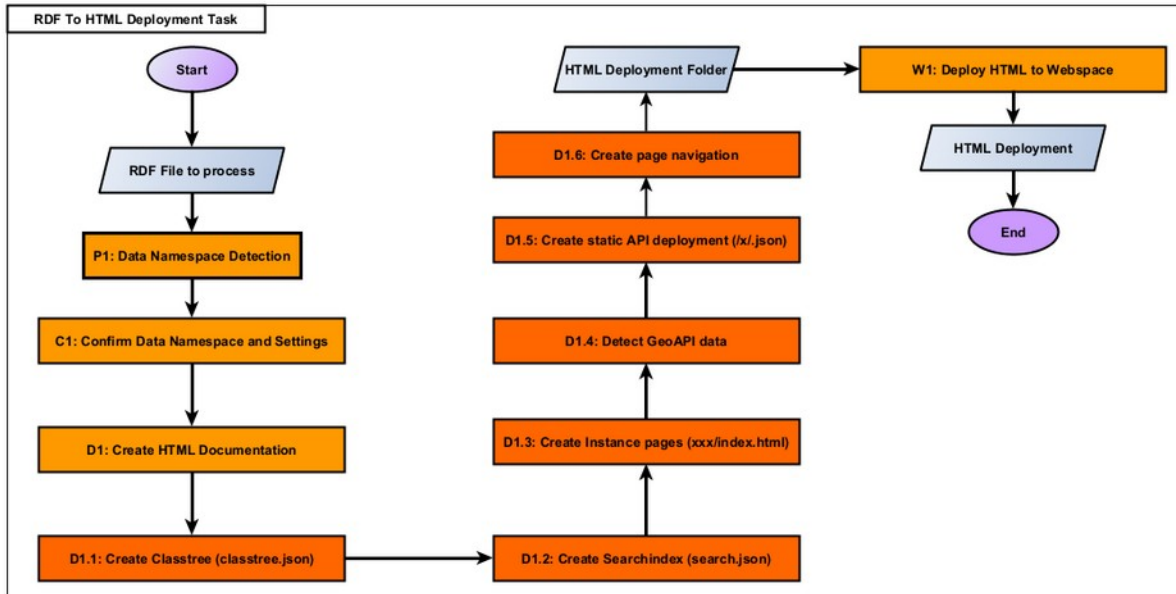 RDF To HTML Deployment Task
Start
RDF File to process
P1: Data Namespace Detection
C1: Confirm Data Namespace and Settings
D1: Create HTML Documentation
D1.1: Create Classtree (classtree.json)
D1.2: Create Searchindex (search.json)
D1.3: Create Instance pages (xxx/index.html)
D1.4: Detect GeoAPI data
D1.5: Create static API deployment (/x/.json)
D1.6: Create page navigation
HTML Deployment Folder
W1: Deploy HTML to Webspace
HTML Deployment
End